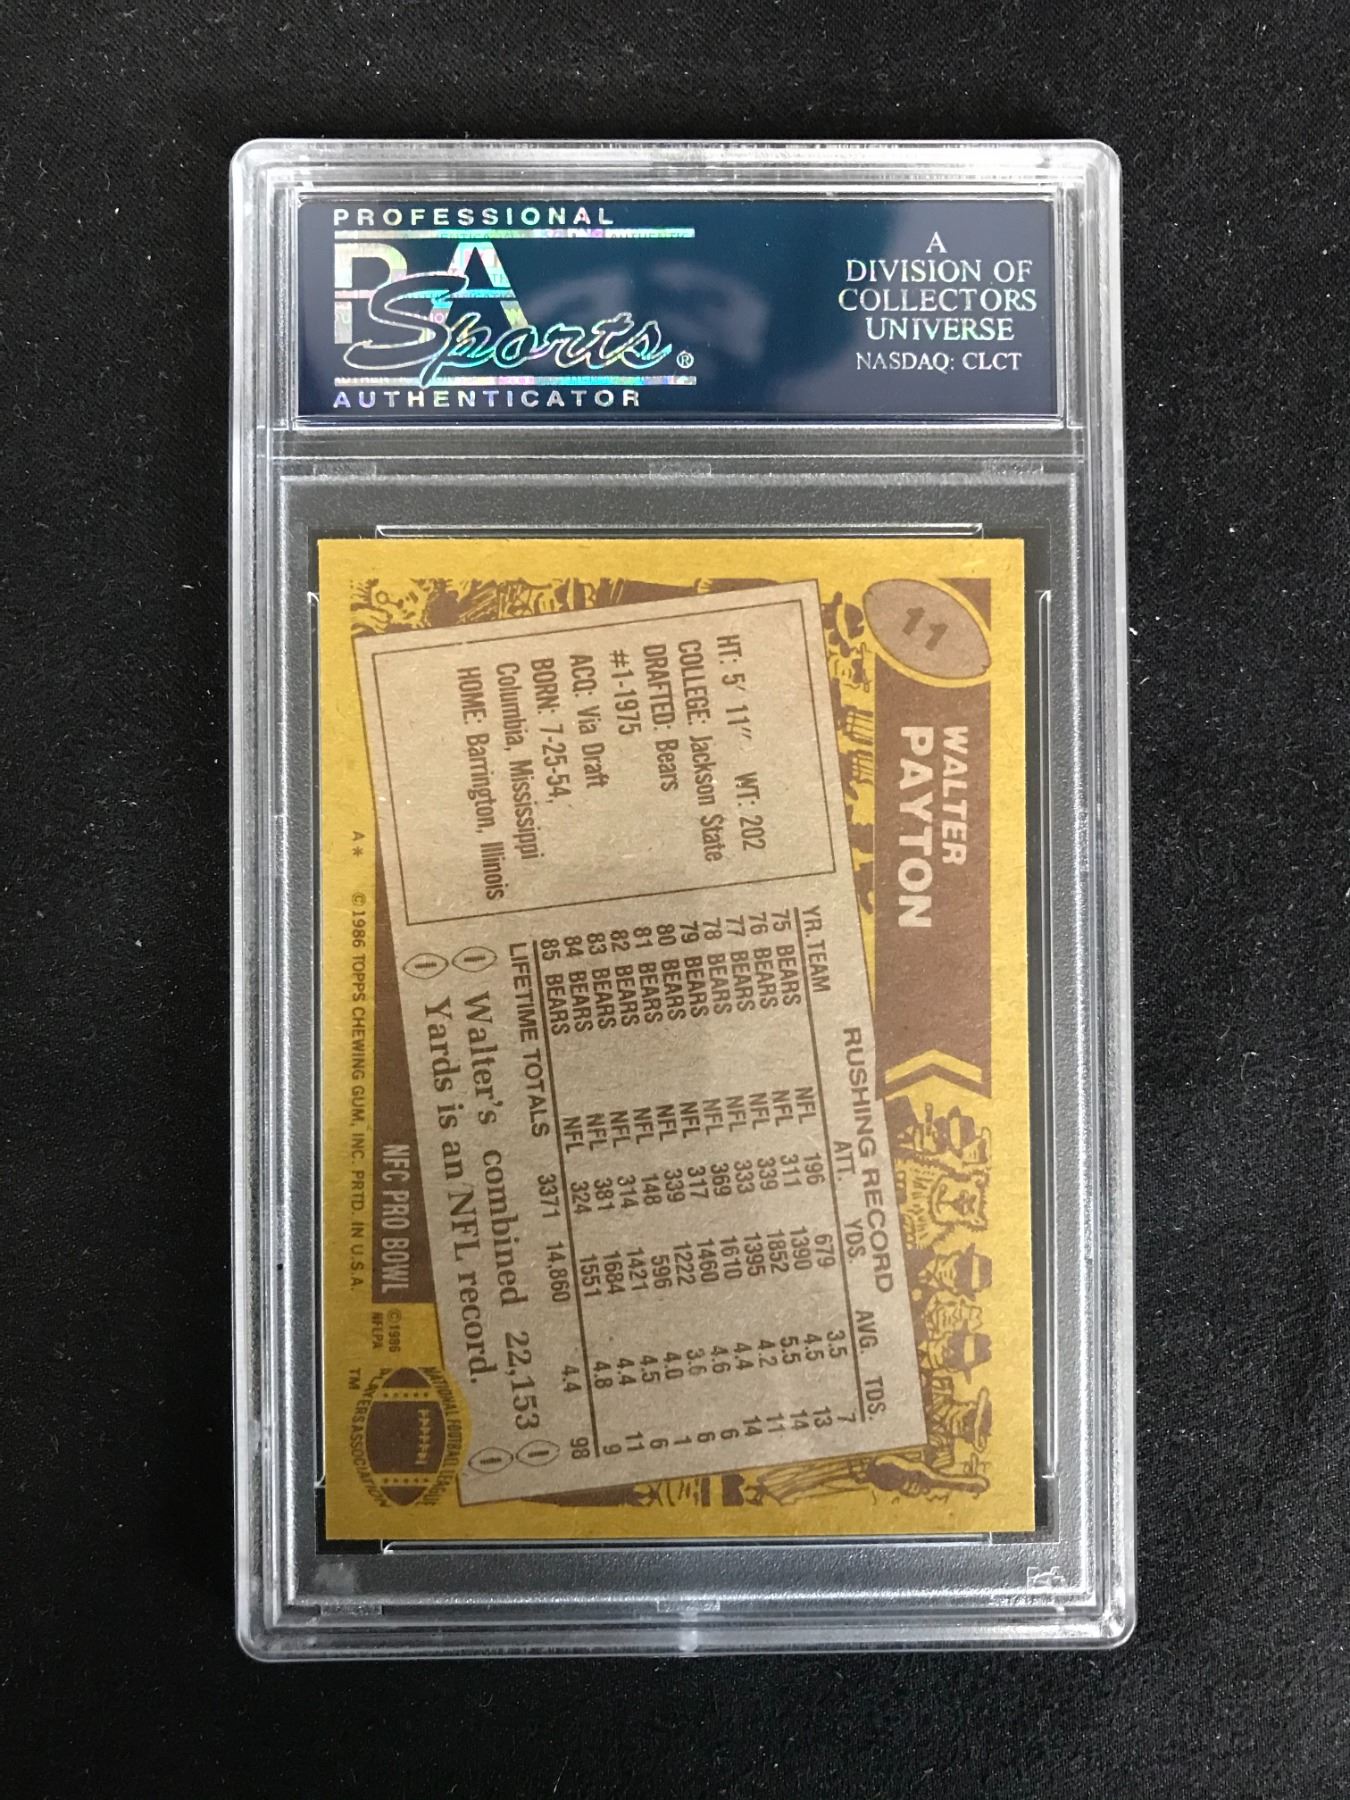 PROFESSIONAL
PSA
Sports®
AUTHENTICATOR
A
DIVISION OF
COLLECTORS
UNIVERSE
NASDAQ: CLCT
11
WALTER
PAYTON
HT: 5' 11" WT: 202
COLLEGE: Jackson State
DRAFTED: Bears
#1-1975
ACQ: Via Draft
BORN: 7-25-54,
Columbia, Mississippi
HOME: Barrington, Illinois
RUSHING RECORD
YR. TEAM ATT. YDS. AVG. TDS.
75 BEARS NFL 196 679 3.5 7
76 BEARS NFL 311 1390 4.5 13
77 BEARS NFL 339 1852 5.5 14
78 BEARS NFL 333 1395 4.2 11
79 BEARS NFL 369 1610 4.4 14
80 BEARS NFL 317 1460 4.6 6
81 BEARS NFL 339 1222 3.6 6
82 BEARS NFL 148 596 4.0 1
83 BEARS NFL 314 1421 4.5 6
84 BEARS NFL 381 1684 4.4 11
85 BEARS NFL 324 1551 4.8 9
LIFETIME TOTALS 3371 14,860 4.4 98
Walter's combined 22,153
Yards is an NFL record.
NFC PRO BOWL
©1986
NFLPA
A* ©1986 TOPPS CHEWING GUM, INC. PRTD. IN U.S.A.
NATIONAL FOOTBALL LEAGUE
PLAYERS ASSOCIATION
TM